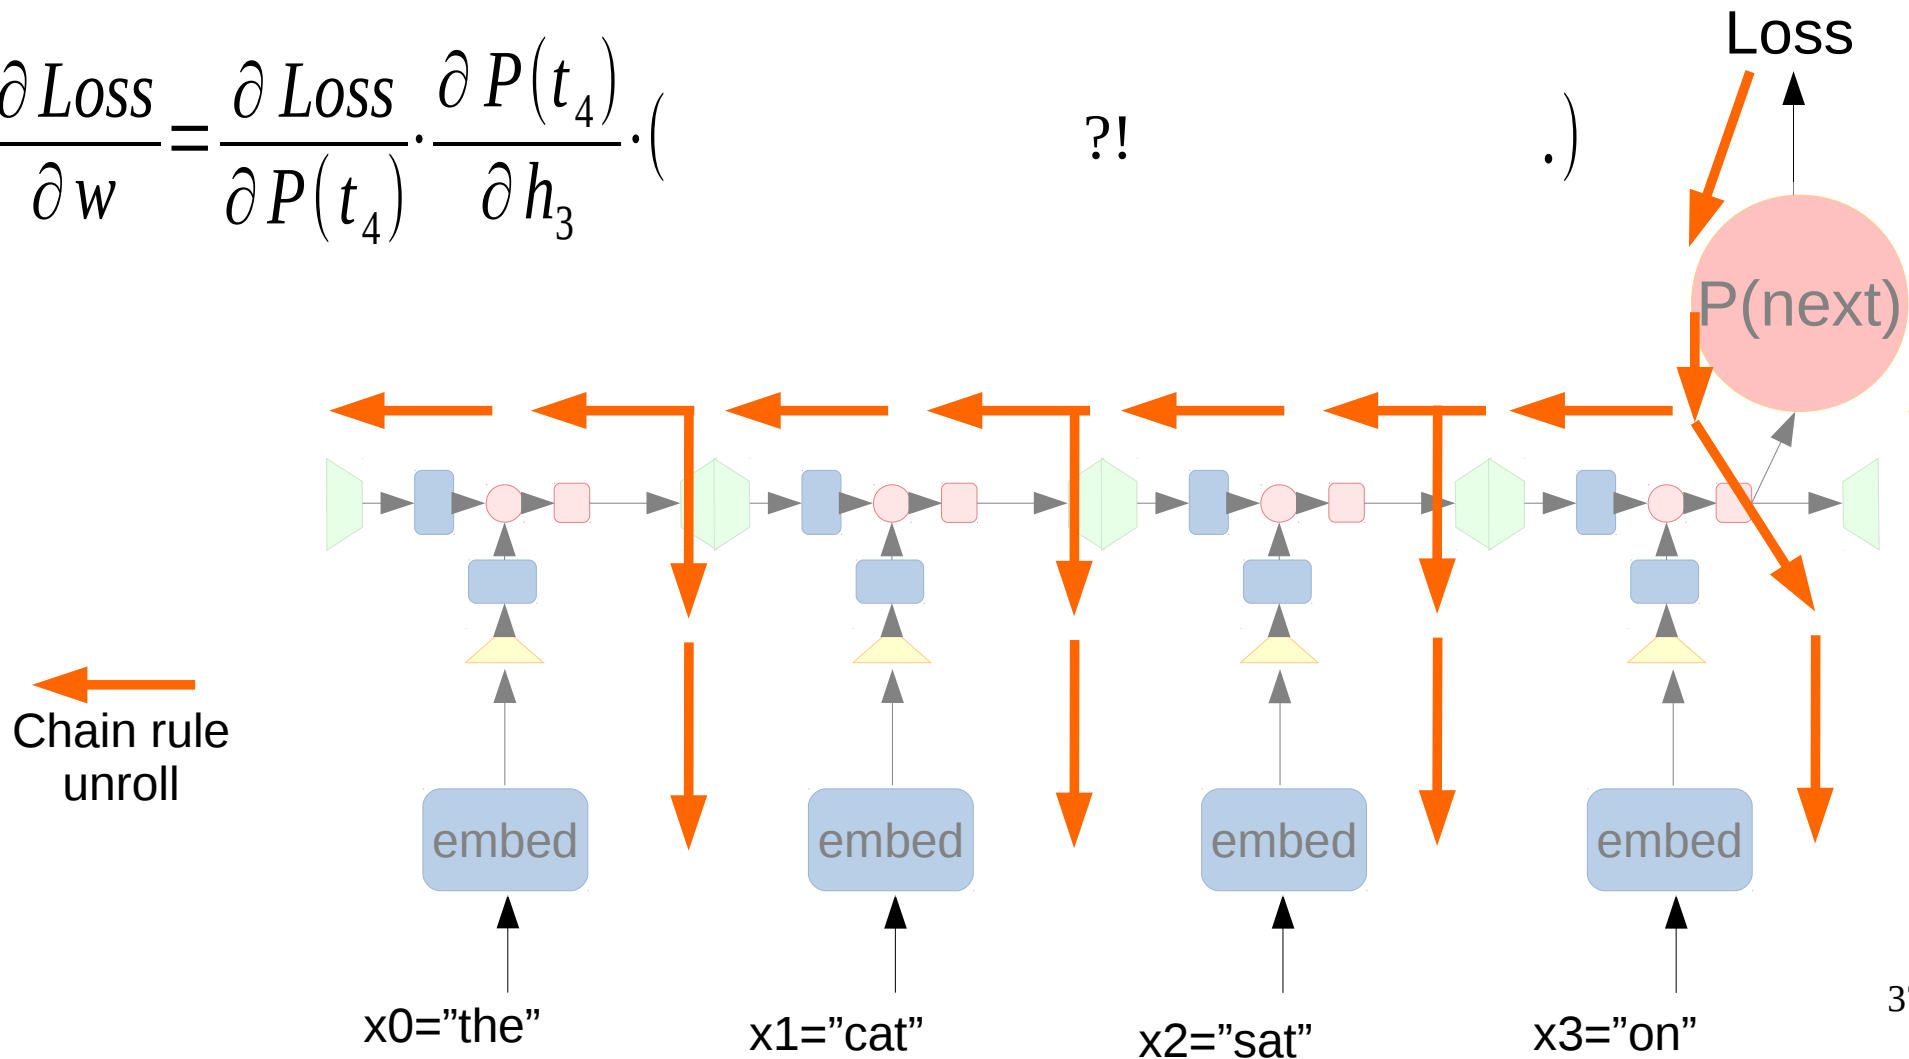 Loss
∂Loss/∂w = ∂Loss/∂P(t₄) · ∂P(t₄)/∂h₃ · ( ?! . )
P(next)
Chain rule
unroll
embed embed embed embed
x0=”the” x1=”cat” x2=”sat” x3=”on”